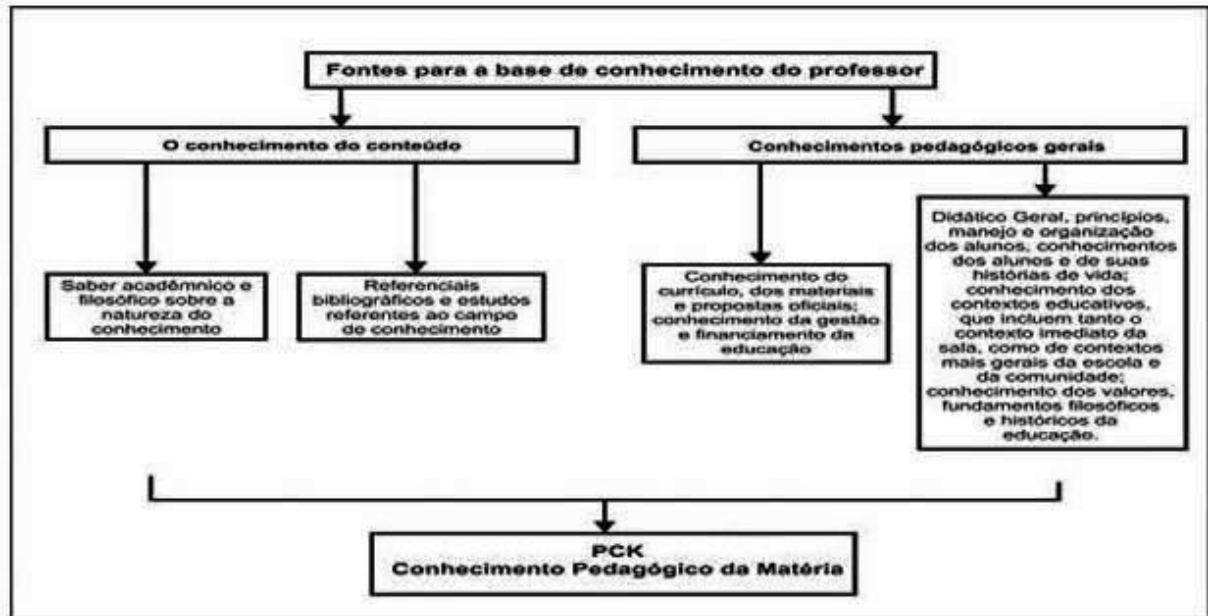 Fontes para a base de conhecimento do professor
O conhecimento do conteúdo
Conhecimentos pedagógicos gerais
Saber acadêmnico e
filosófico sobre a
natureza do
conhecimento
Referenciais
bibliográficos e estudos
referentes ao campo
de conhecimento
Conhecimento do
currículo, dos materiais
e propostas oficiais;
conhecimento da gestão
e financiamento da
educação
Didático Geral, princípios,
manejo e organização
dos alunos, conhecimentos
dos alunos e de suas
histórias de vida;
conhecimento dos
contextos educativos,
que incluem tanto o
contexto imediato da
sala, como de contextos
mais gerais da escola e
da comunidade;
conhecimento dos valores,
fundamentos filosóficos
e históricos da
educação.
PCK
Conhecimento Pedagógico da Matéria